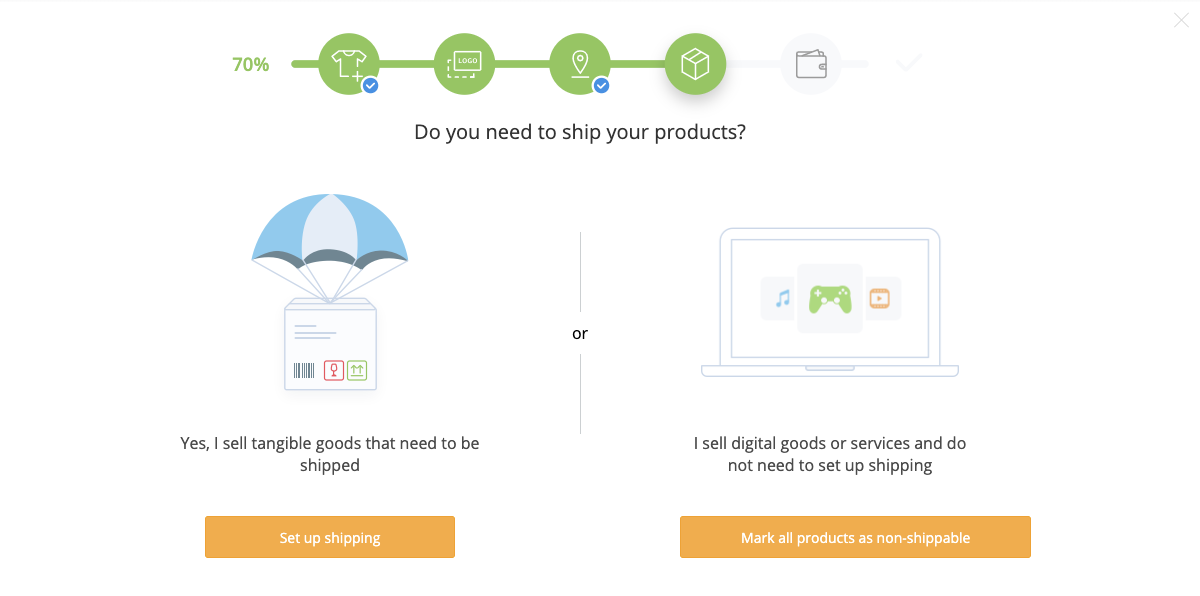 70%
LOGO
Do you need to ship your products?
or
Yes, I sell tangible goods that need to be
shipped
Set up shipping
I sell digital goods or services and do
not need to set up shipping
Mark all products as non-shippable